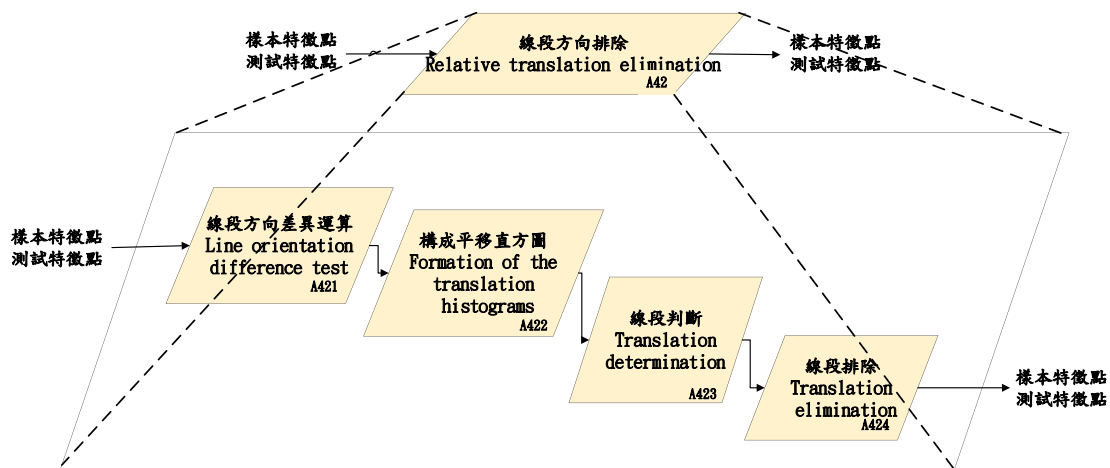 樣本特徵點
測試特徵點
線段方向排除
Relative translation elimination
A42
樣本特徵點
測試特徵點
樣本特徵點
測試特徵點
線段方向差異運算
Line orientation
difference test
A421
構成平移直方圖
Formation of the
translation
histograms
A422
線段判斷
Translation
determination
A423
線段排除
Translation
elimination
A424
樣本特徵點
測試特徵點